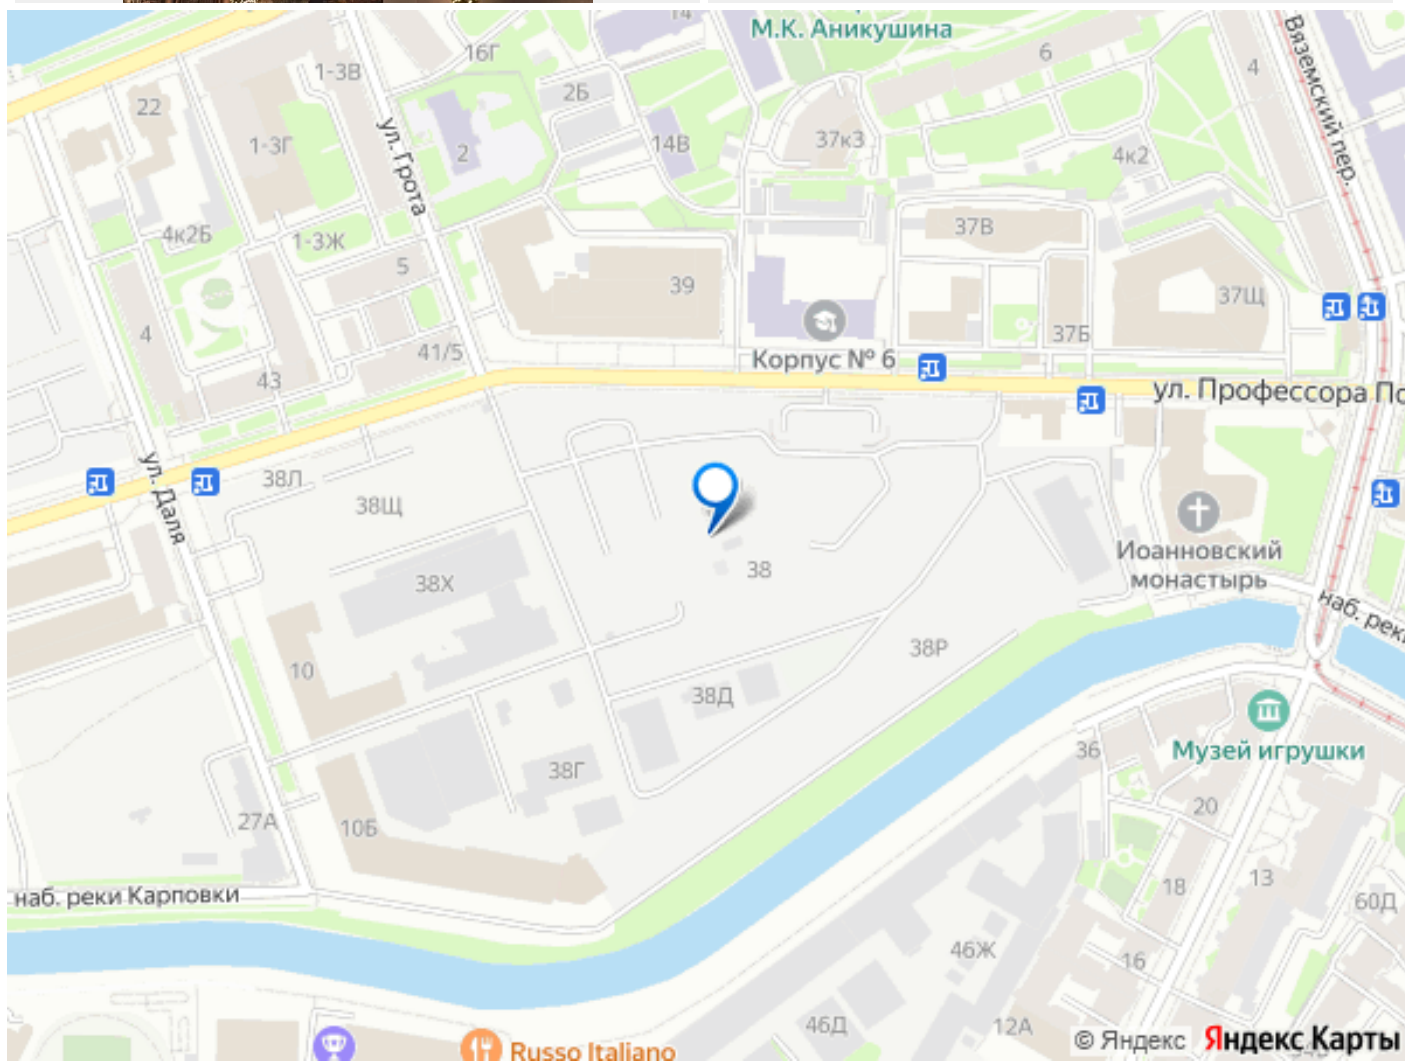 14
М.К. Аникушина
16Г
6
4
Вяземский пер.
1-3В
22
2Б
ул. Грота
1-3Г
2
14В
37к3
4к2
4к2Б
1-3Ж
37В
5
39
37Щ
4
41/5
37Б
Корпус № 6
43
ул. Профессора По
ул. Даля
38Л
38Щ
Иоанновский
монастырь
38Х
38
наб. реки
38Р
10
38Д
Музей игрушки
36
38Г
20
27А
10Б
13
18
60Д
наб. реки Карповки
46Ж
16
46Д
12А
© Яндекс
Яндекс Карты
Russo Italiano